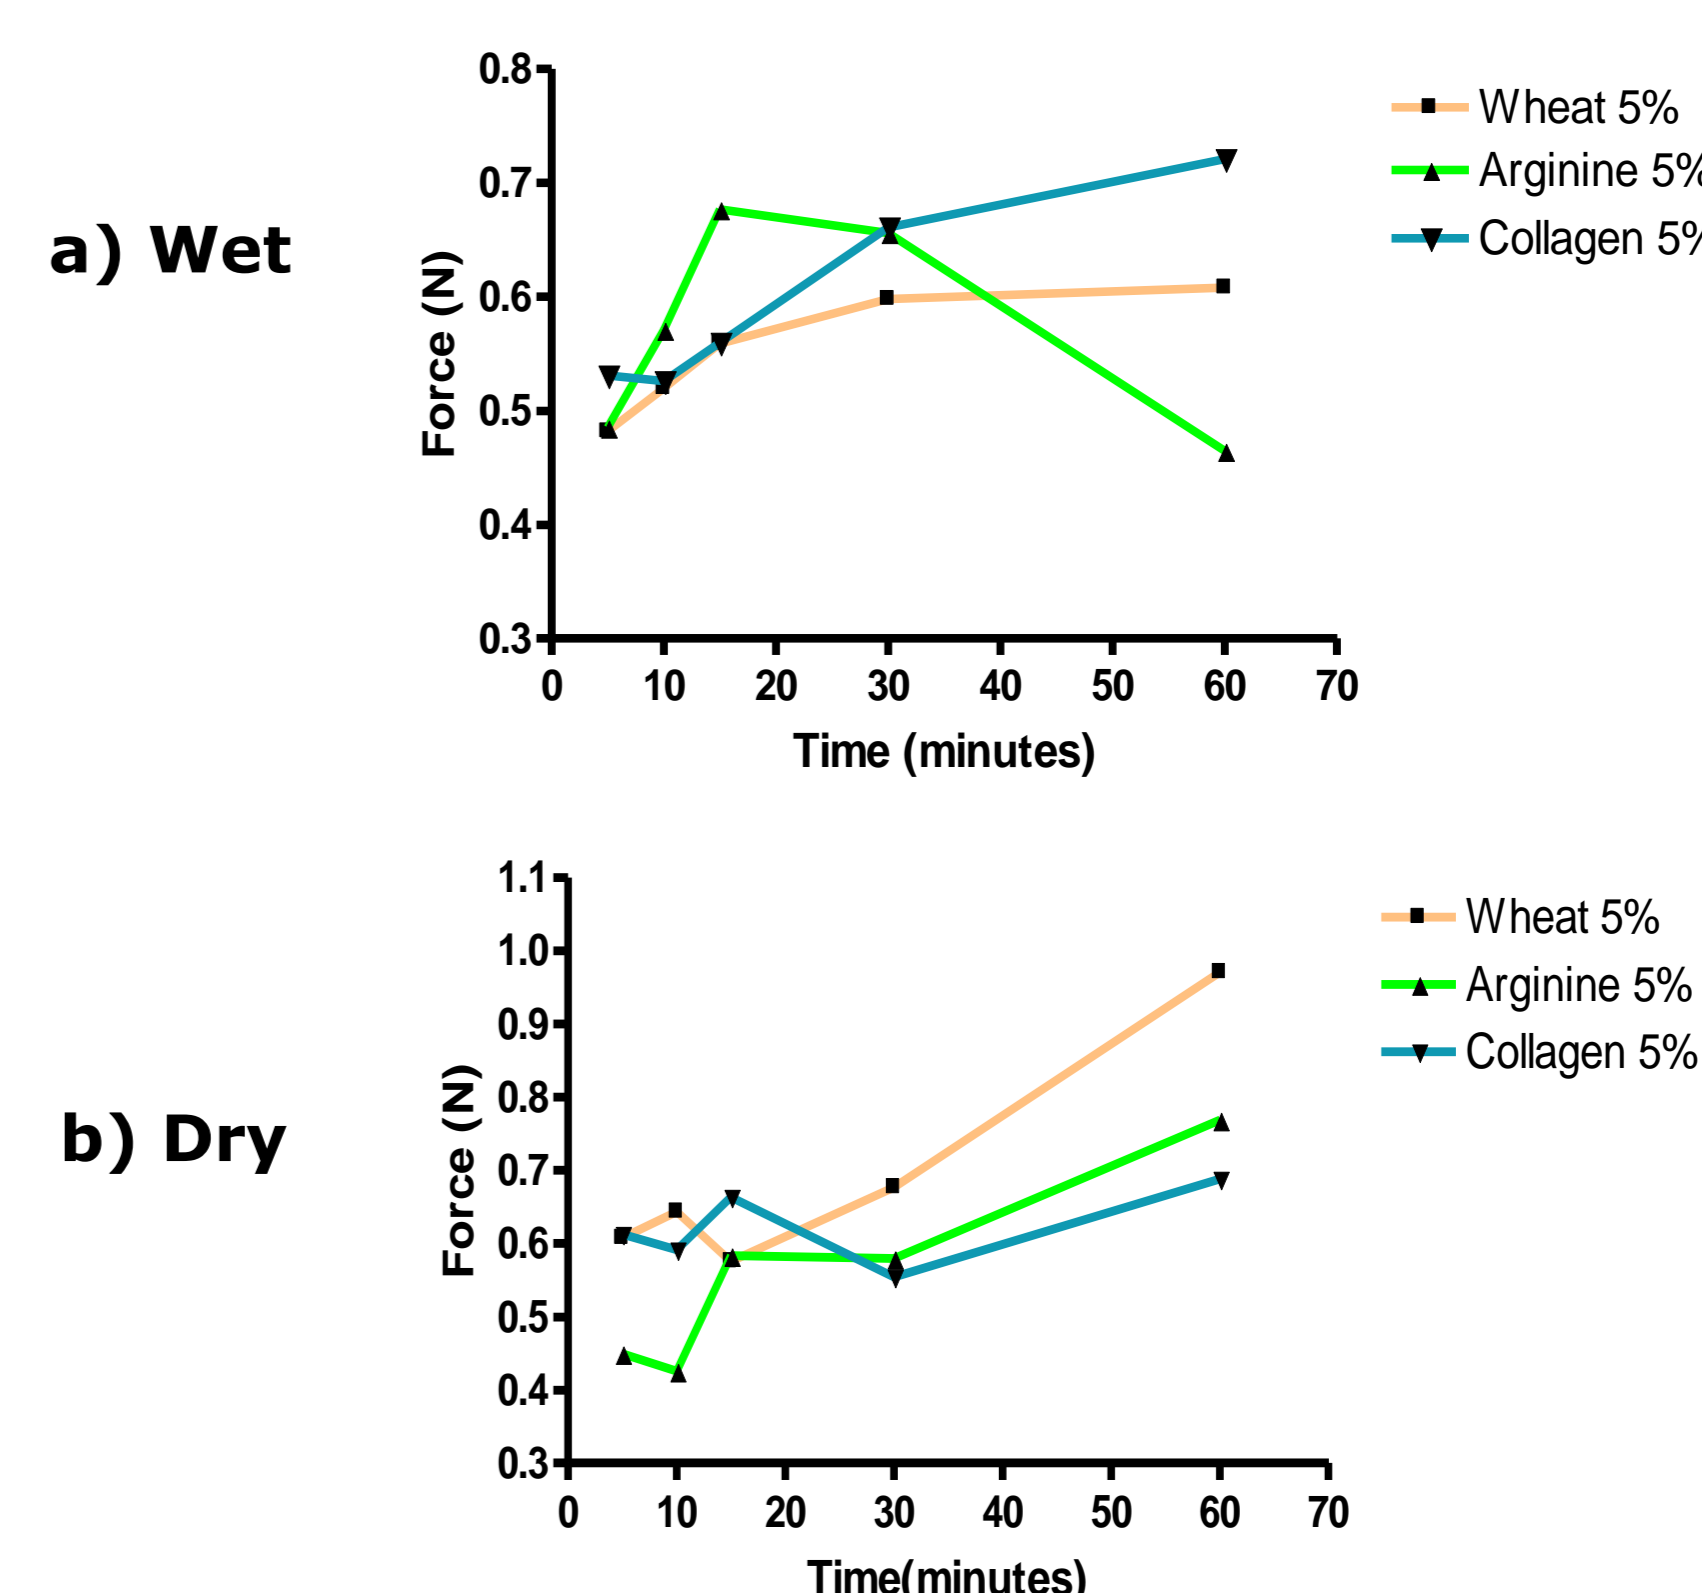 a) Wet
Force (N)
0.8
0.7
0.6
0.5
0.4
0.3
0 10 20 30 40 50 60 70
Time (minutes)
Wheat 5%
Arginine 5%
Collagen 5%
b) Dry
Force (N)
1.1
1.0
0.9
0.8
0.7
0.6
0.5
0.4
0.3
0 10 20 30 40 50 60 70
Time(minutes)
Wheat 5%
Arginine 5%
Collagen 5%